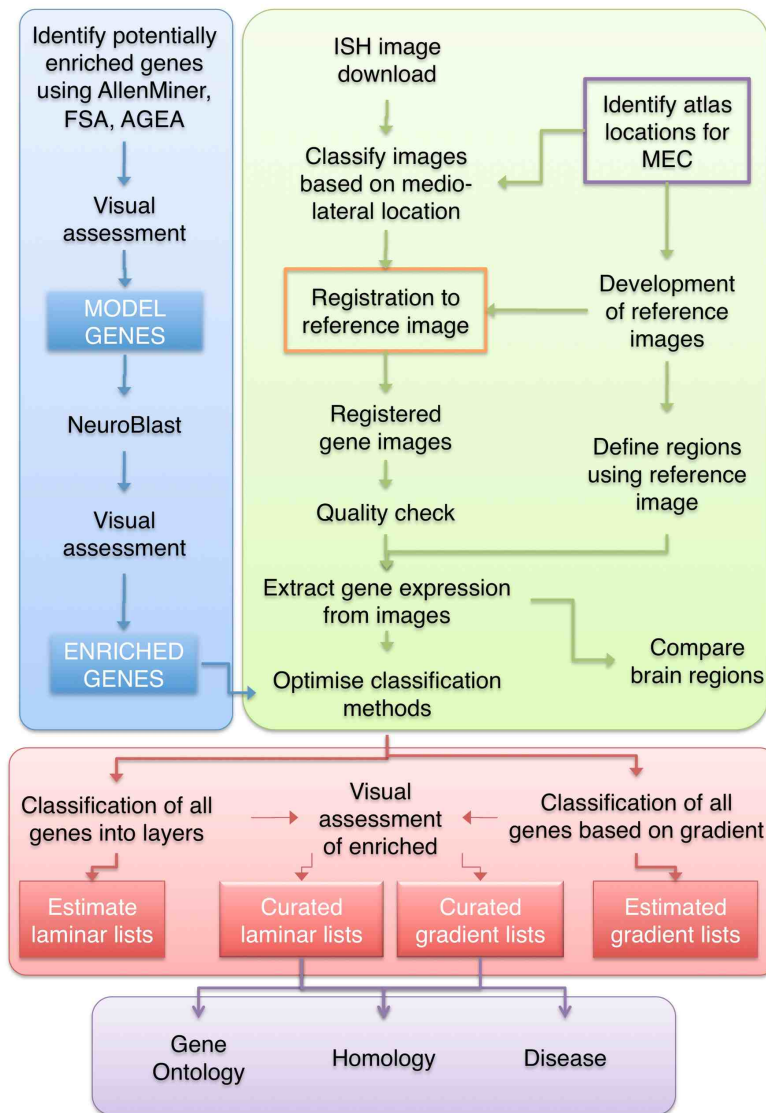 Identify potentially
enriched genes
using AllenMiner,
FSA, AGEA
Visual
assessment
MODEL
GENES
NeuroBlast
Visual
assessment
ENRICHED
GENES
ISH image
download
Identify atlas
locations for
MEC
Classify images
based on medio-
lateral location
Registration to
reference image
Development
of reference
images
Registered
gene images
Define regions
using reference
image
Quality check
Extract gene expression
from images
Compare
brain regions
Optimise classification
methods
Classification of all
genes into layers
Visual
assessment
of enriched
Classification of all
genes based on gradient
Estimate
laminar lists
Curated
laminar lists
Curated
gradient lists
Estimated
gradient lists
Gene
Ontology
Homology
Disease